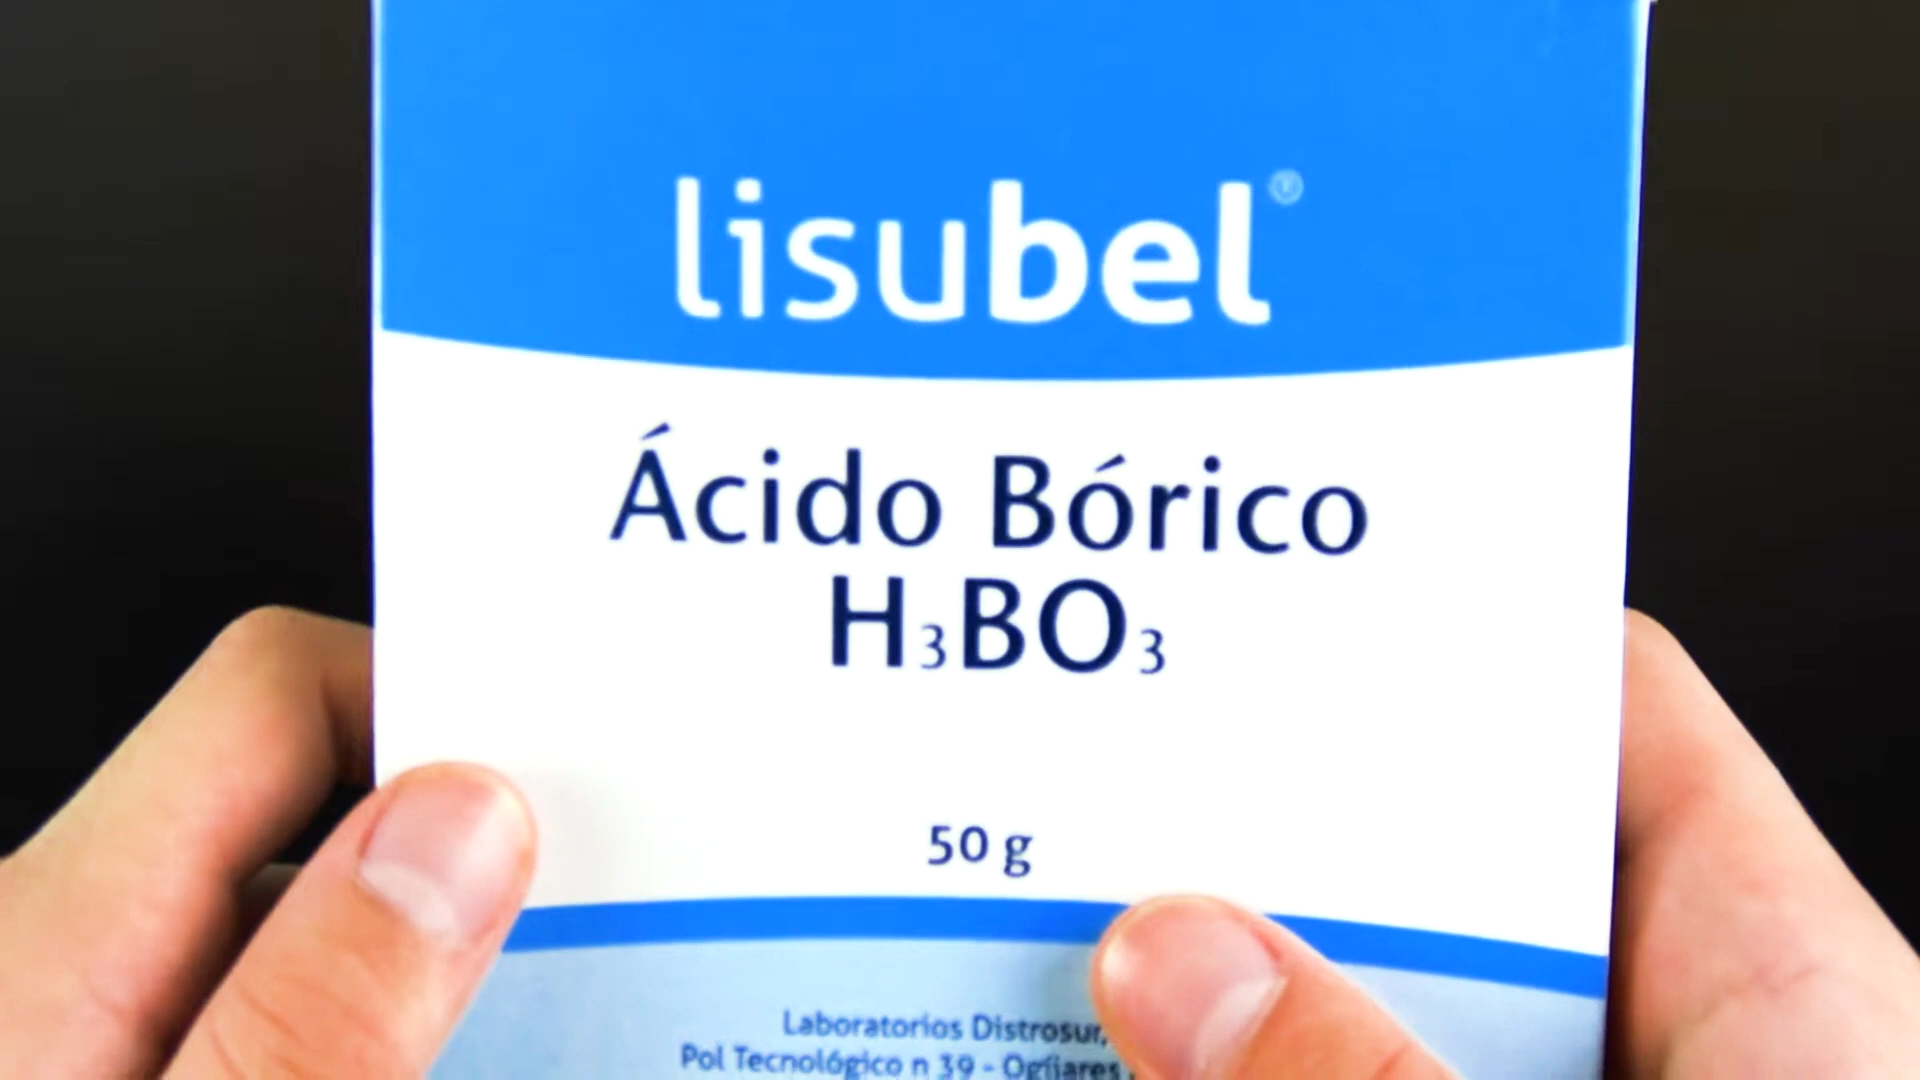 lisubel®
Ácido Bórico
H₃BO₃
50 g
Laboratorios Distrosur,
Pol Tecnológico n 39 - Ogíjares